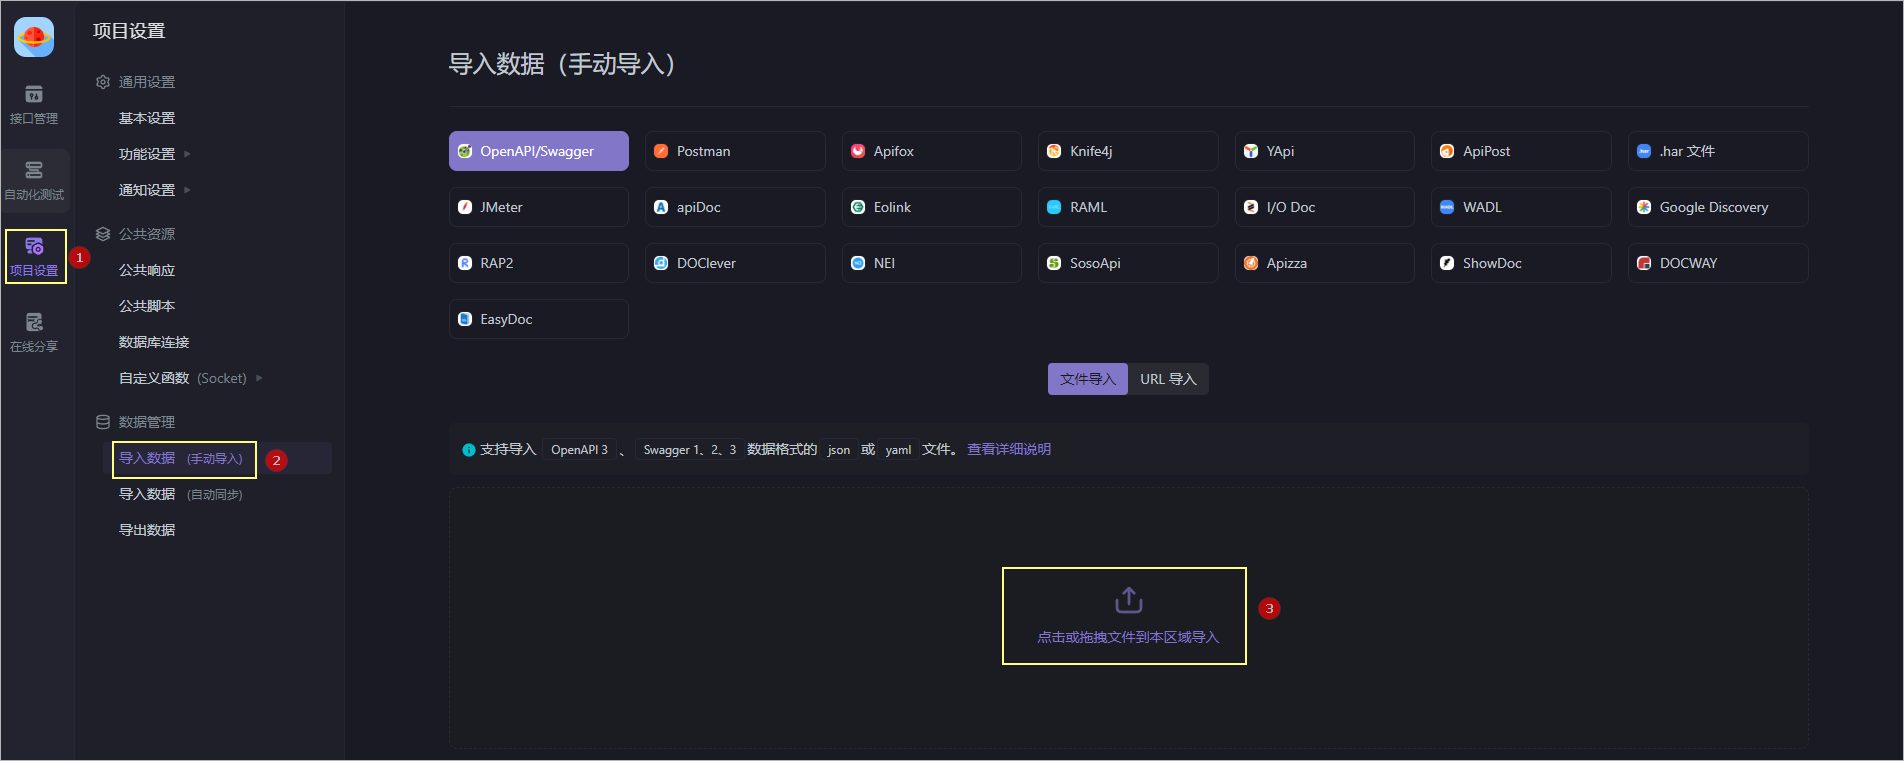 接口管理
自动化测试
项目设置
1
在线分享
项目设置
通用设置
基本设置
功能设置
通知设置
公共资源
公共响应
公共脚本
数据库连接
自定义函数 (Socket)
数据管理
导入数据 (手动导入)
2
导入数据 (自动同步)
导出数据
导入数据（手动导入）
OpenAPI/Swagger Postman Apifox Knife4j YApi ApiPost .har 文件
JMeter apiDoc Eolink RAML I/O Doc WADL Google Discovery
RAP2 DOClever NEI SosoApi Apizza ShowDoc DOCWAY
EasyDoc
文件导入 URL 导入
支持导入 OpenAPI 3 、 Swagger 1、2、3 数据格式的 json 或 yaml 文件。 查看详细说明
点击或拖拽文件到本区域导入
3